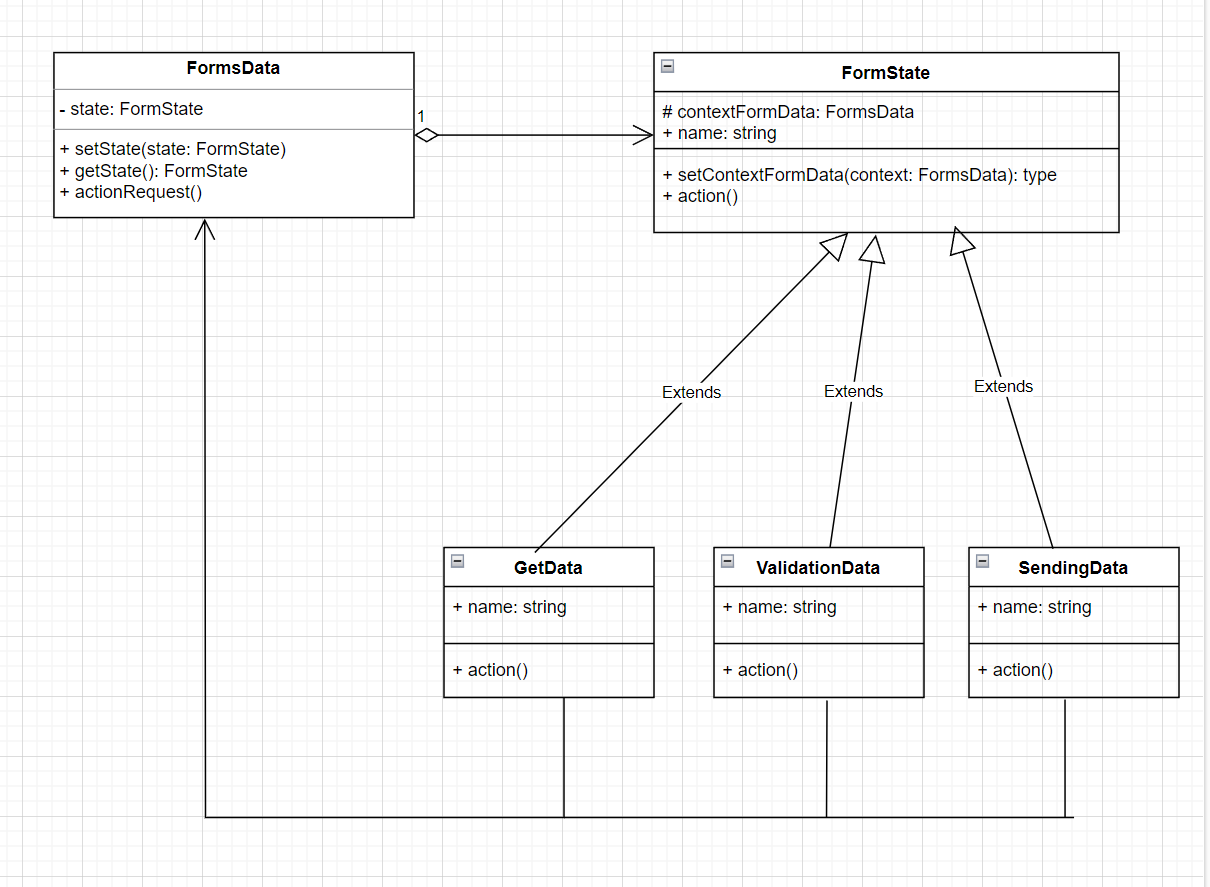 FormsData
- state: FormState
+ setState(state: FormState)
+ getState(): FormState
+ actionRequest()
1
FormState
# contextFormData: FormsData
+ name: string
+ setContextFormData(context: FormsData): type
+ action()
Extends
Extends
Extends
GetData
+ name: string
+ action()
ValidationData
+ name: string
+ action()
SendingData
+ name: string
+ action()